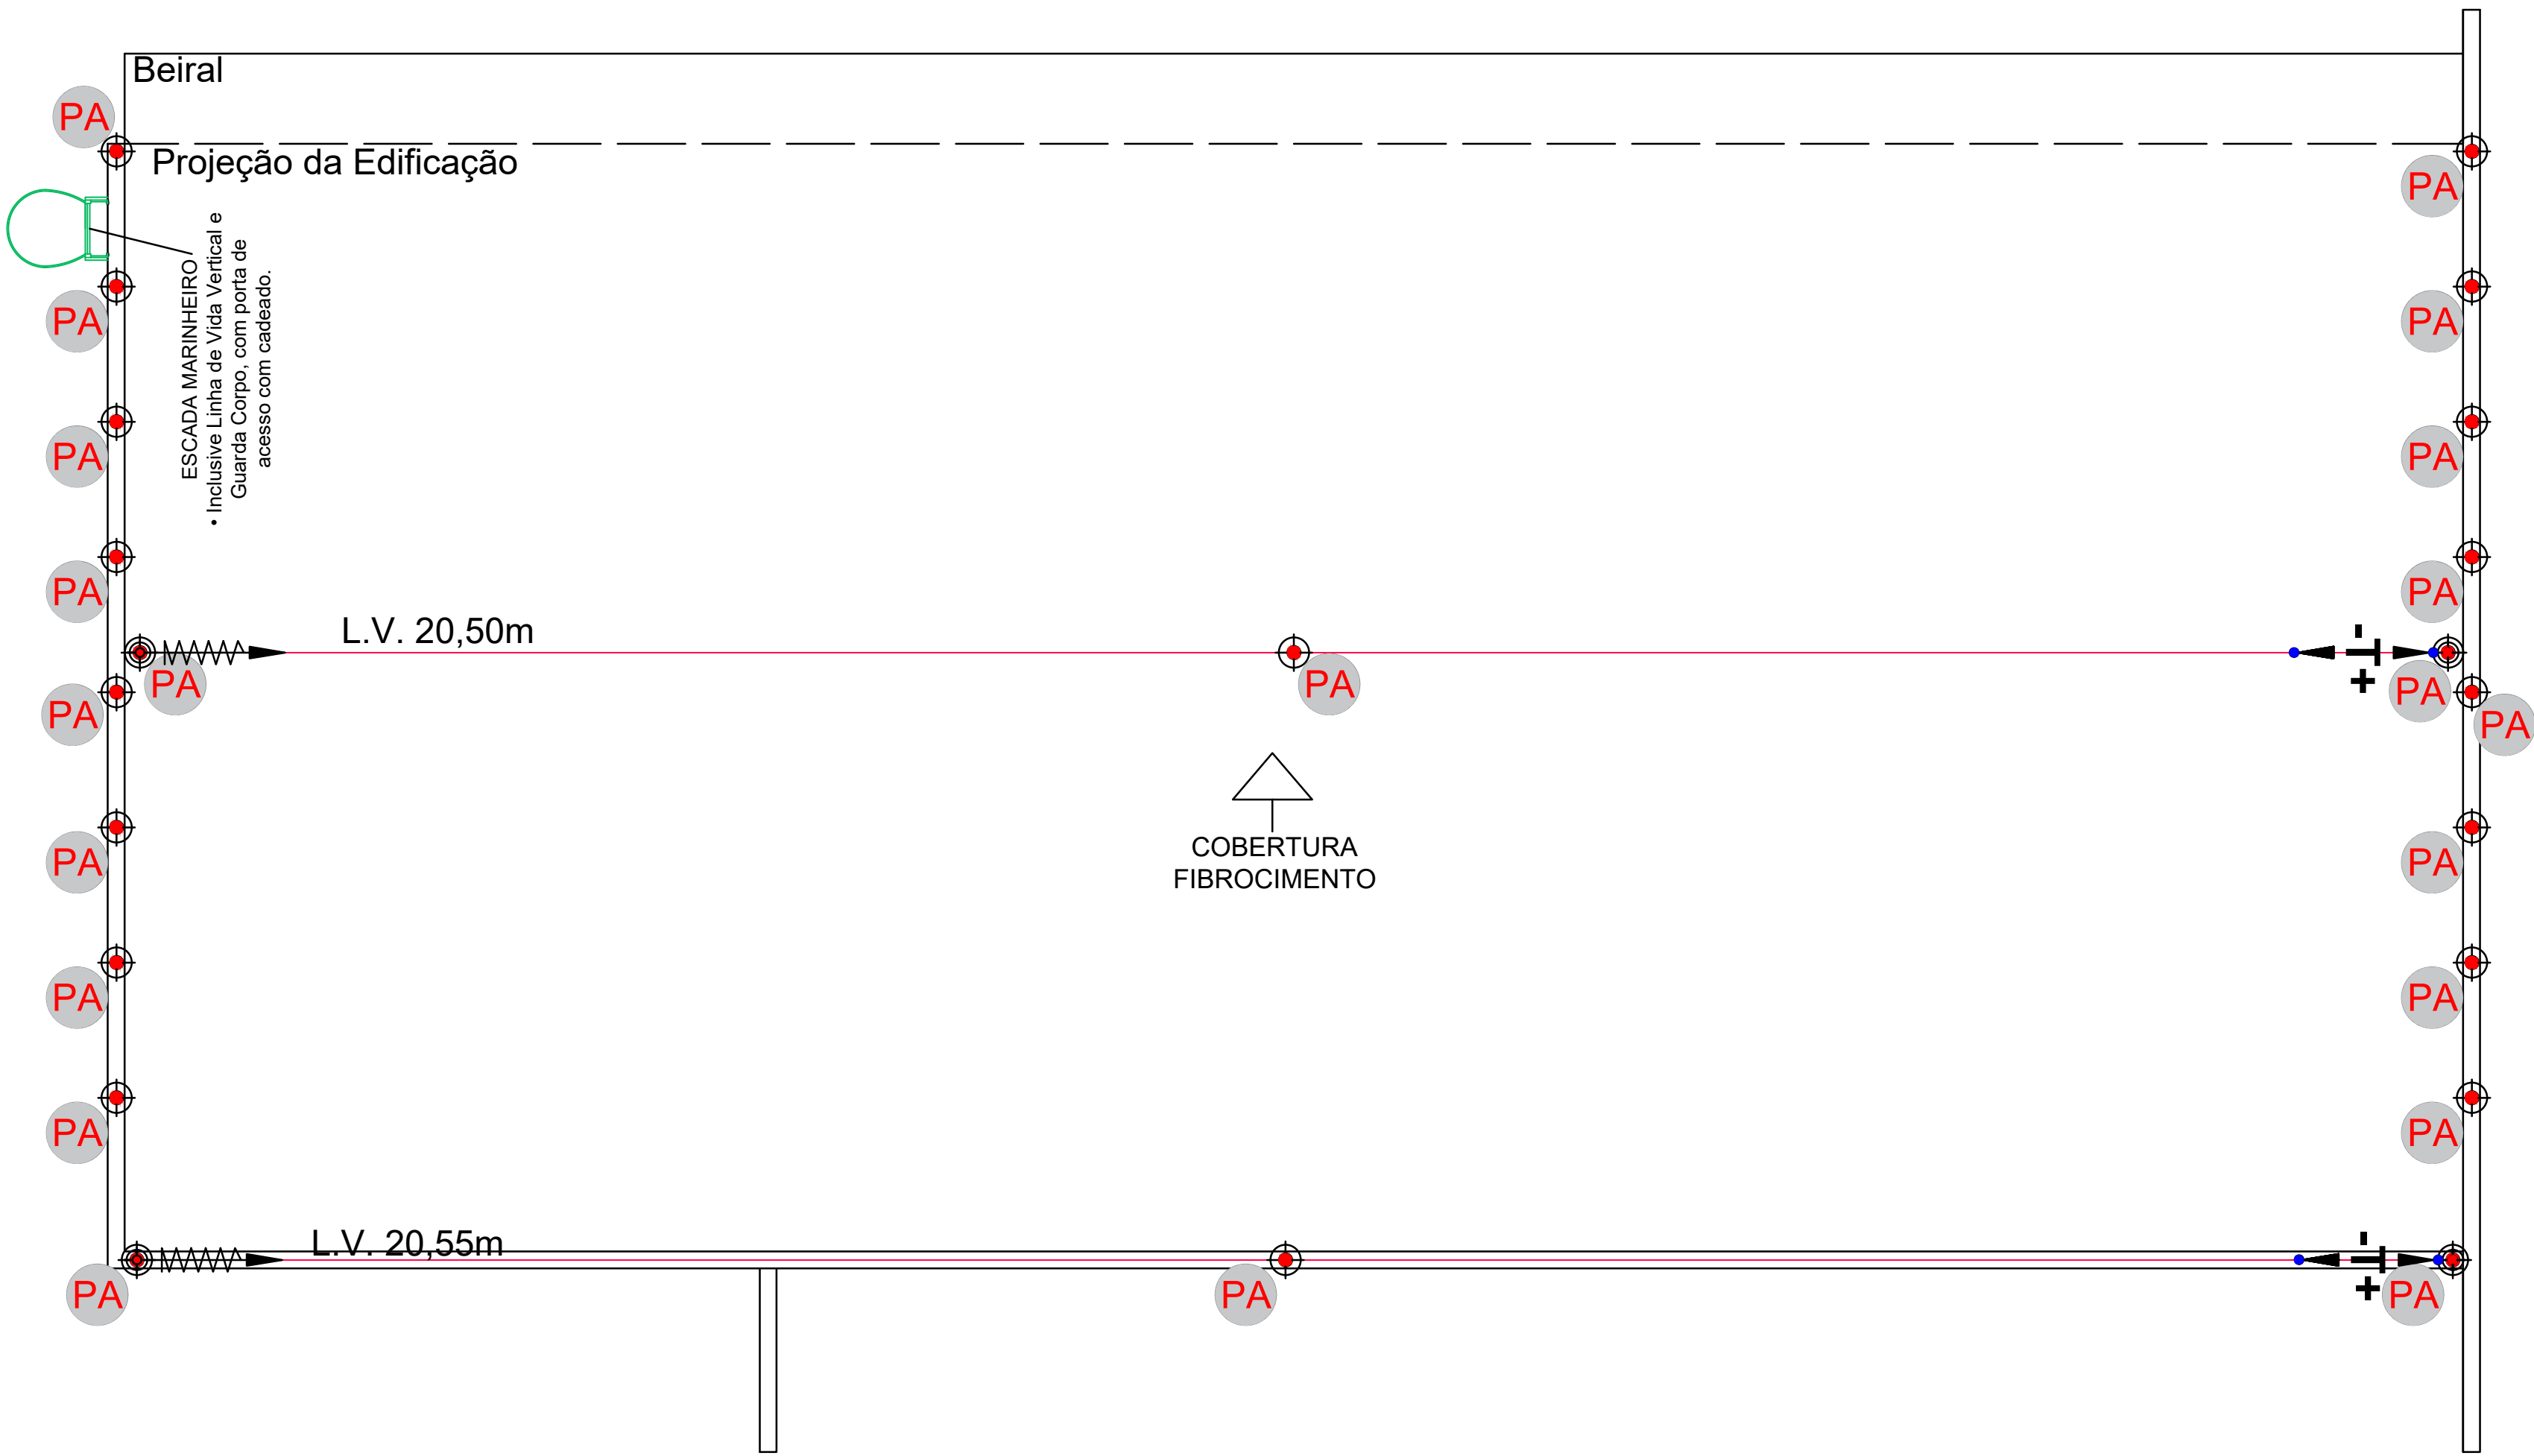 Beiral
PA
Projeção da Edificação
PA
ESCADA MARINHEIRO
• Inclusive Linha de Vida Vertical e
Guarda Corpo, com porta de
acesso com cadeado.
PA
PA
PA
PA
PA
PA
L.V. 20,50m
-
+
PA
PA
PA
PA
PA
COBERTURA
FIBROCIMENTO
PA
PA
PA
PA
PA
PA
L.V. 20,55m
-
+
PA
PA
PA